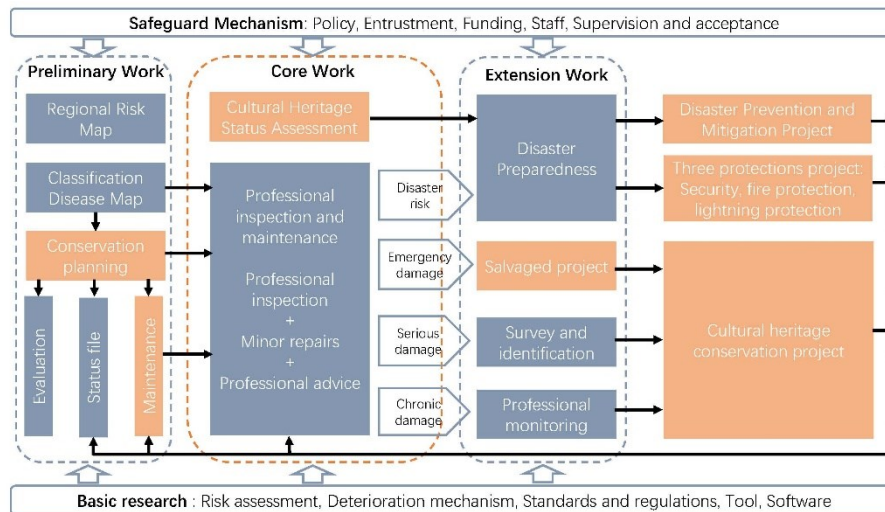 Safeguard Mechanism: Policy, Entrustment, Funding, Staff, Supervision and acceptance
Preliminary Work
Regional Risk
Map
Classification
Disease Map
Conservation
planning
Evaluation
Status file
Maintenance
Core Work
Cultural Heritage
Status Assessment
Professional
inspection and
maintenance
Professional
inspection
+
Minor repairs
+
Professional advice
Disaster
risk
Emergency
damage
Serious
damage
Chronic
damage
Extension Work
Disaster
Preparedness
Salvaged project
Survey and
identification
Professional
monitoring
Disaster Prevention and
Mitigation Project
Three protections project:
Security, fire protection,
lightning protection
Cultural heritage
conservation project
Basic research : Risk assessment, Deterioration mechanism, Standards and regulations, Tool, Software